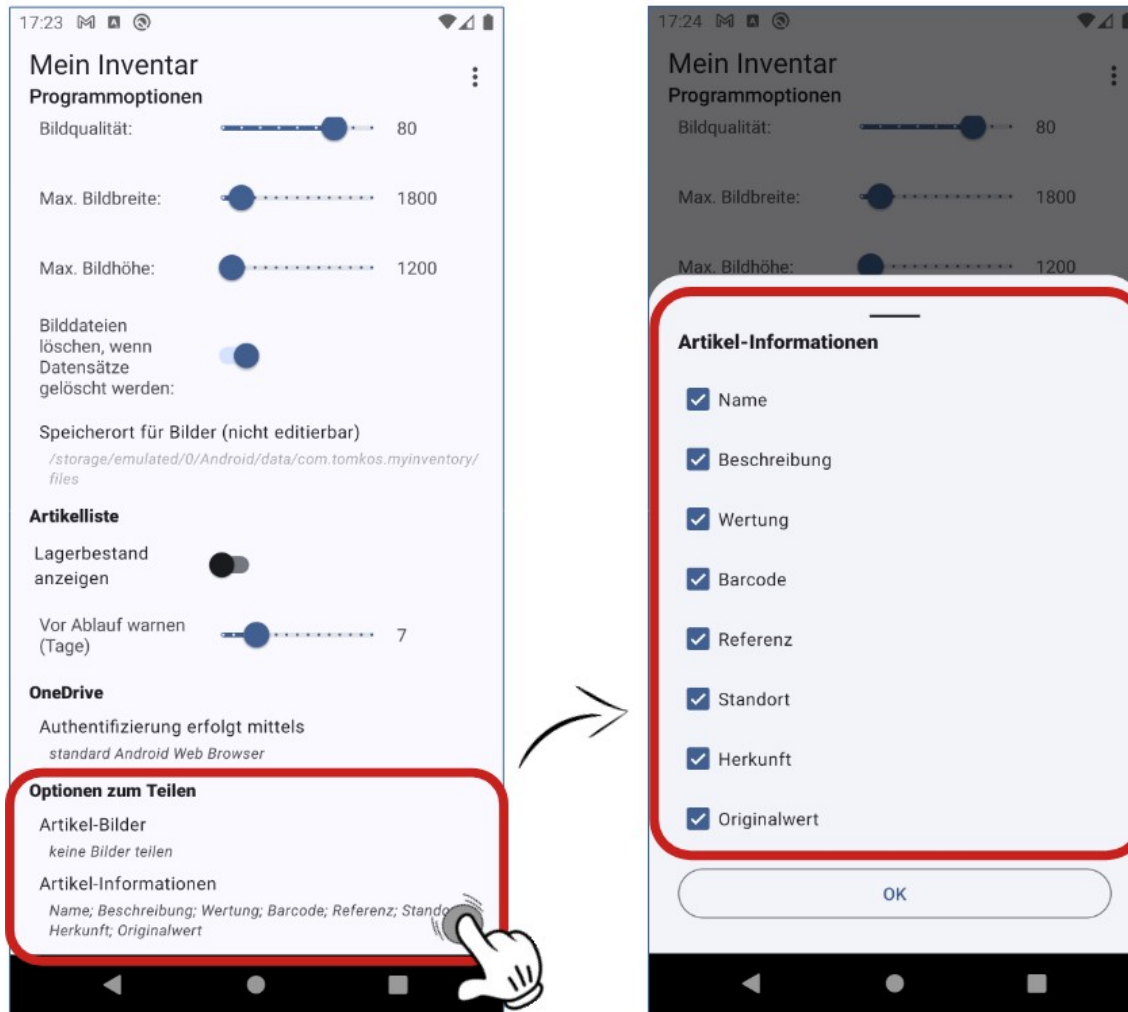 17:23
Mein Inventar
Programmoptionen
Bildqualität: 80
Max. Bildbreite: 1800
Max. Bildhöhe: 1200
Bilddateien
löschen, wenn
Datensätze
gelöscht werden:
Speicherort für Bilder (nicht editierbar)
/storage/emulated/0/Android/data/com.tomkos.myinventory/
files
Artikelliste
Lagerbestand
anzeigen
Vor Ablauf warnen
(Tage) 7
OneDrive
Authentifizierung erfolgt mittels
standard Android Web Browser
Optionen zum Teilen
Artikel-Bilder
keine Bilder teilen
Artikel-Informationen
Name; Beschreibung; Wertung; Barcode; Referenz;
Herkunft; Originalwert
17:24
Mein Inventar
Programmoptionen
Bildqualität: 80
Max. Bildbreite: 1800
Max. Bildhöhe: 1200
Artikel-Informationen
Name
Beschreibung
Wertung
Barcode
Referenz
Standort
Herkunft
Originalwert
OK